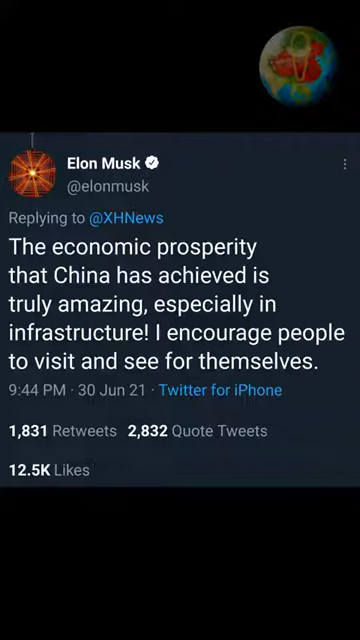 Elon Musk
@elonmusk
Replying to @XHNews
The economic prosperity
that China has achieved is
truly amazing, especially in
infrastructure! I encourage people
to visit and see for themselves.
9:44 PM · 30 Jun 21 · Twitter for iPhone
1,831 Retweets 2,832 Quote Tweets
12.5K Likes